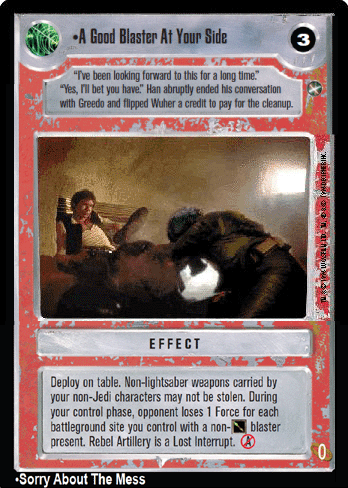 •A Good Blaster At Your Side
3
“I've been looking forward to this for a long time.”
“Yes, I'll bet you have.” Han abruptly ended his conversation
with Greedo and flipped Wuher a credit to pay for the cleanup.
EFFECT
Deploy on table. Non-lightsaber weapons carried by
your non-Jedi characters may not be stolen. During
your control phase, opponent loses 1 Force for each
battleground site you control with a non- blaster
present. Rebel Artillery is a Lost Interrupt. A
0
•Sorry About The Mess